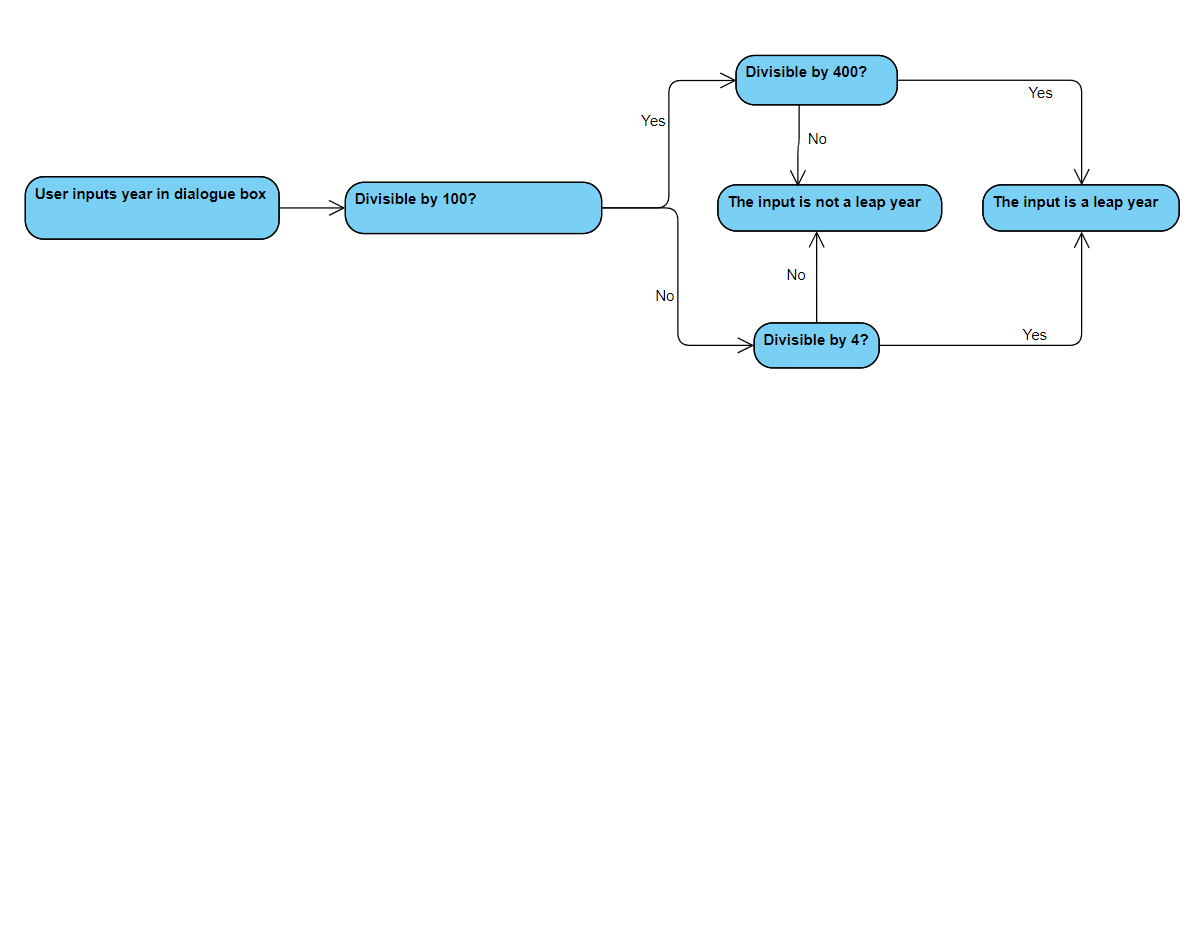 Divisible by 400?
Yes
Yes
No
User inputs year in dialogue box
Divisible by 100?
The input is not a leap year
The input is a leap year
No
No
Yes
Divisible by 4?